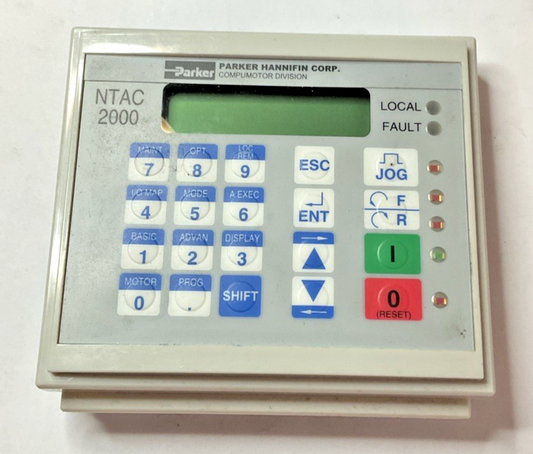 Parker PARKER HANNIFIN CORP.
COMPUMOTOR DIVISION
NTAC
2000
LOCAL
FAULT
MAINT
7
OPT
8
LOC
REM
9
ESC
JOG
I/O MAP
4
MODE
5
A EXEC
6
ENT
F
R
BASIC
1
ADVAN
2
DISPLAY
3
I
MOTOR
0
PROG
.
SHIFT
0
(RESET)